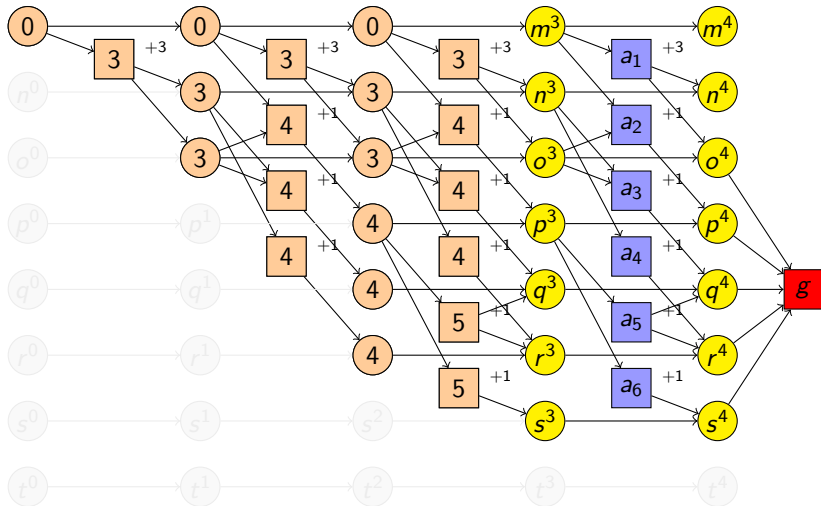 0 0 0 m³ m⁴
3 +3 3 +3 3 +3 a₁ +3
n⁰ 3 3 n³ n⁴
4 +1 4 +1 a₂ +1
o⁰ 3 3 o³ o⁴
4 +1 4 +1 a₃ +1
p⁰ p¹ 4 p³ p⁴
4 +1 4 +1 a₄ +1
q⁰ q¹ 4 q³ q⁴ g
5 +1 a₅ +1
r⁰ r¹ 4 r³ r⁴
5 +1 a₆ +1
s⁰ s¹ s² s³ s⁴
t⁰ t¹ t² t³ t⁴